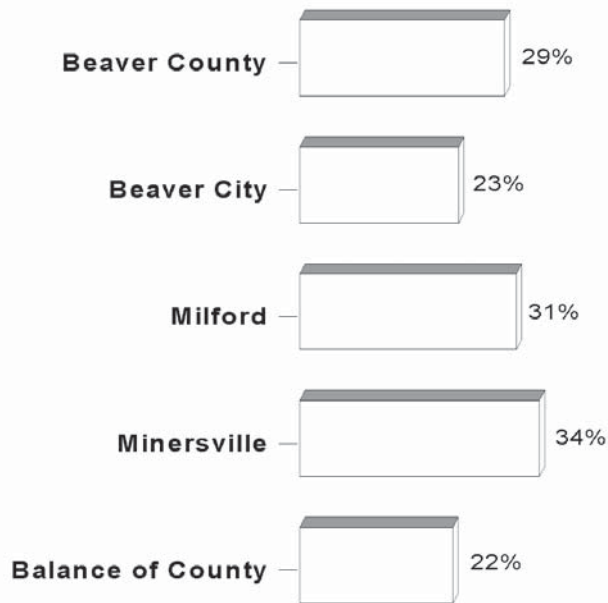 Beaver County 29%
Beaver City 23%
Milford 31%
Minersville 34%
Balance of County 22%